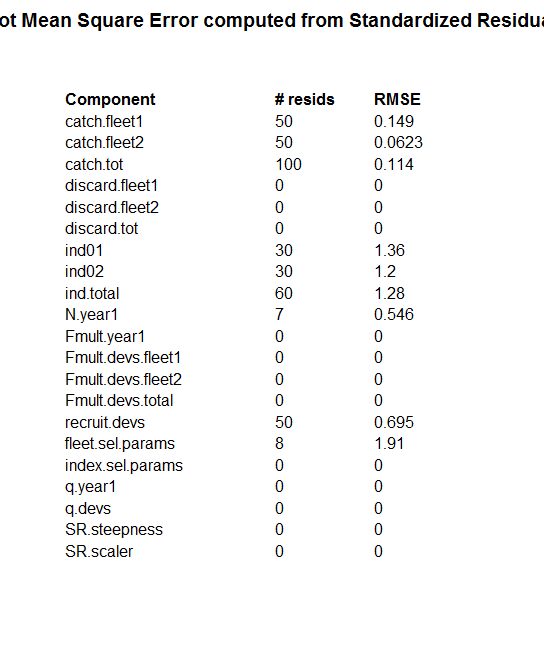 ot Mean Square Error computed from Standardized Residua
Component # resids RMSE
catch.fleet1 50 0.149
catch.fleet2 50 0.0623
catch.tot 100 0.114
discard.fleet1 0 0
discard.fleet2 0 0
discard.tot 0 0
ind01 30 1.36
ind02 30 1.2
ind.total 60 1.28
N.year1 7 0.546
Fmult.year1 0 0
Fmult.devs.fleet1 0 0
Fmult.devs.fleet2 0 0
Fmult.devs.total 0 0
recruit.devs 50 0.695
fleet.sel.params 8 1.91
index.sel.params 0 0
q.year1 0 0
q.devs 0 0
SR.steepness 0 0
SR.scaler 0 0